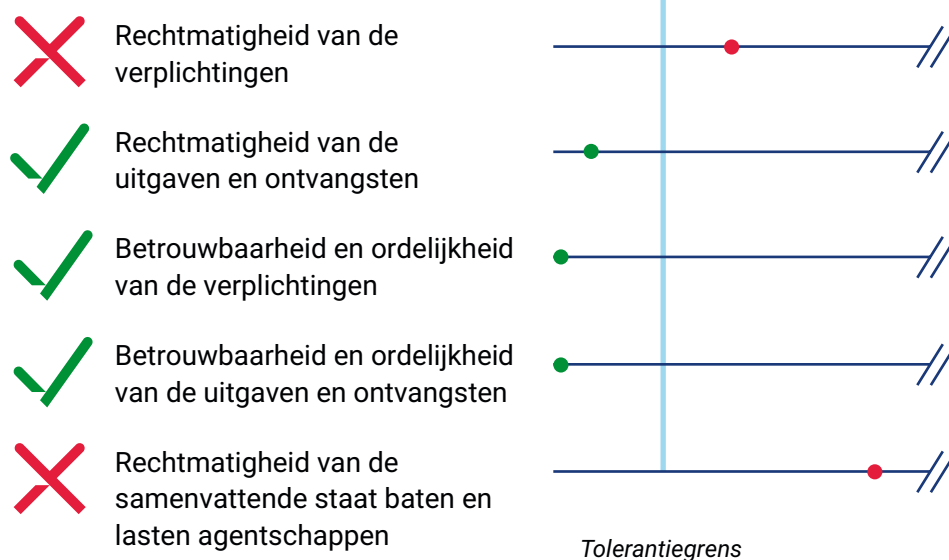 Rechtmatigheid van de
verplichtingen
Rechtmatigheid van de
uitgaven en ontvangsten
Betrouwbaarheid en ordelijkheid
van de verplichtingen
Betrouwbaarheid en ordelijkheid
van de uitgaven en ontvangsten
Rechtmatigheid van de
samenvattende staat baten en
lasten agentschappen
Tolerantiegrens